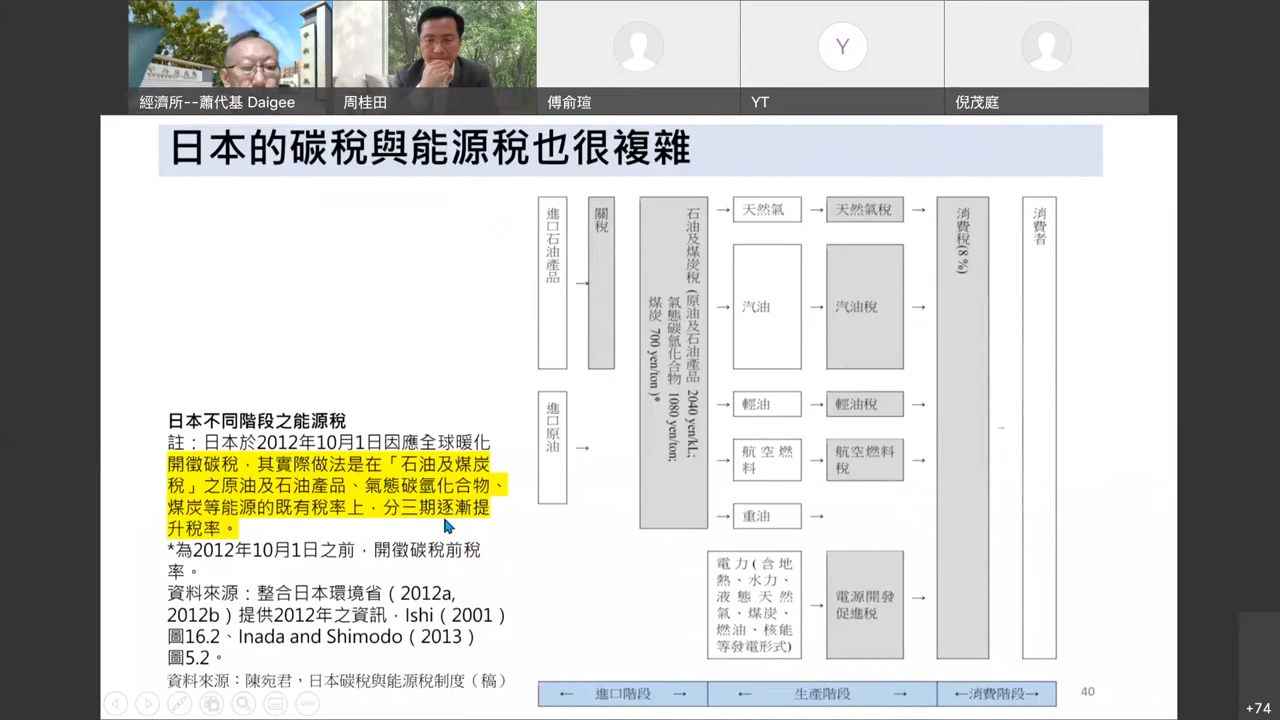 經濟所--蕭代基 Daigee
周桂田
傅俞瑄
Y
YT
倪茂庭
日本的碳稅與能源稅也很複雜
進口石油產品
關稅
進口原油
石油及煤炭稅 (原油及石油產品 2040 yen/kL;
氣態碳氫化合物 1080 yen/ton;
煤炭 700 yen/ton)*
天然氣
天然氣稅
汽油
汽油稅
輕油
輕油稅
航空燃
料
航空燃料
稅
重油
電力(含地
熱、水力、
液態天然
氣、煤炭、
燃油、核能
等發電形式)
電源開發
促進稅
消費稅(8%)
消費者
日本不同階段之能源稅
註：日本於2012年10月1日因應全球暖化
開徵碳稅，其實際做法是在「石油及煤炭
稅」之原油及石油產品、氣態碳氫化合物、
煤炭等能源的既有稅率上，分三期逐漸提
升稅率。
*為2012年10月1日之前，開徵碳稅前稅
率。
資料來源：整合日本環境省（2012a,
2012b）提供2012年之資訊，Ishi（2001）
圖16.2、Inada and Shimodo（2013）
圖5.2。
資料來源：陳宛君，日本碳稅與能源稅制度（稿）
← 進口階段 →
← 生產階段 →
←消費階段→
40
+74